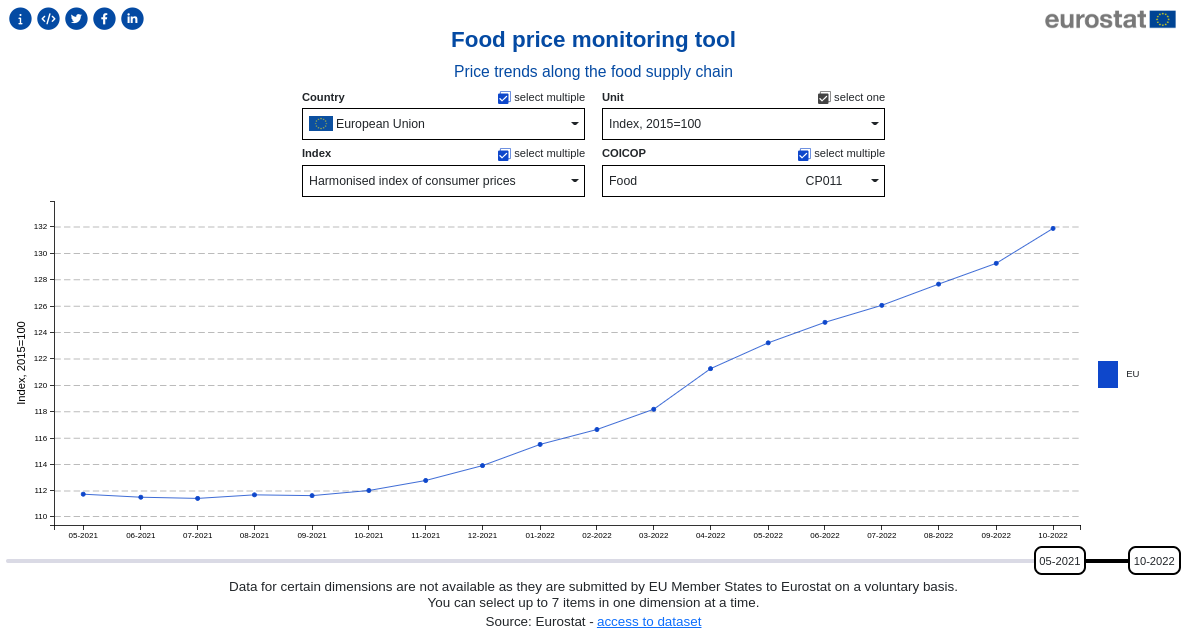 eurostat
Food price monitoring tool
Price trends along the food supply chain
Country select multiple Unit select one
European Union Index, 2015=100
Index select multiple COICOP select multiple
Harmonised index of consumer prices Food CP011
132
130
128
126
124
122
120
118
116
114
112
110
Index, 2015=100
EU
05-2021 06-2021 07-2021 08-2021 09-2021 10-2021 11-2021 12-2021 01-2022 02-2022 03-2022 04-2022 05-2022 06-2022 07-2022 08-2022 09-2022 10-2022
05-2021 10-2022
Data for certain dimensions are not available as they are submitted by EU Member States to Eurostat on a voluntary basis.
You can select up to 7 items in one dimension at a time.
Source: Eurostat - access to dataset